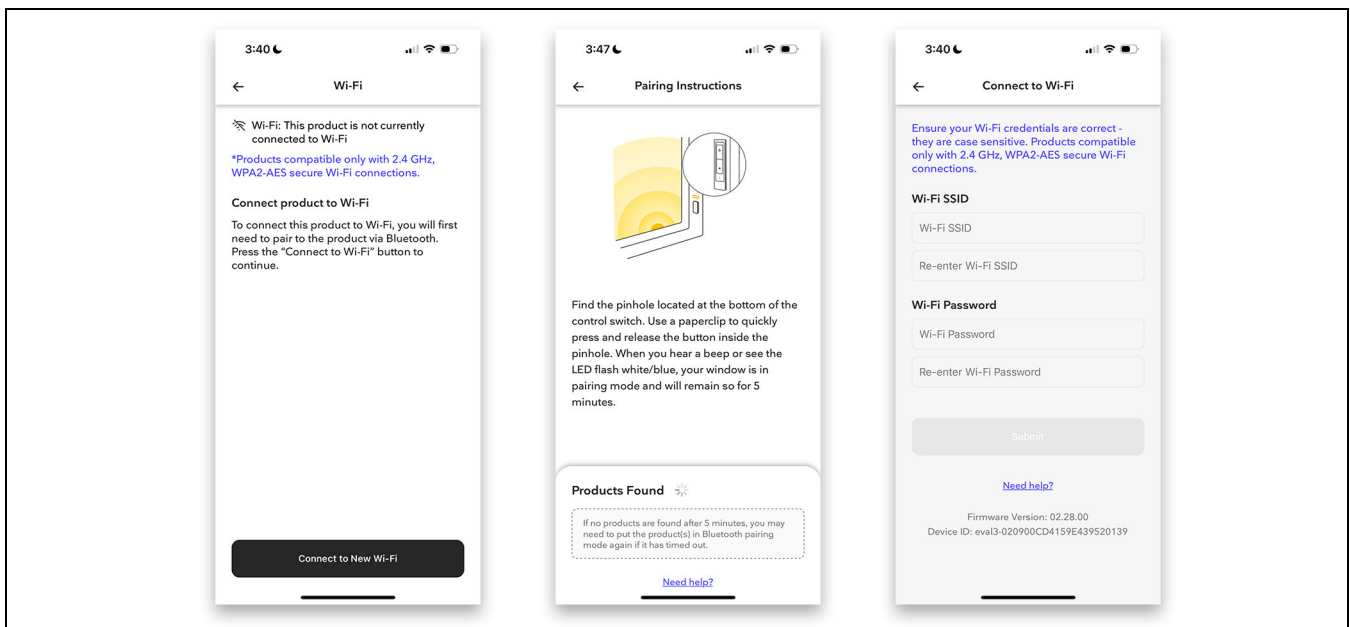 3:40
Wi-Fi
Wi-Fi: This product is not currently
connected to Wi-Fi
*Products compatible only with 2.4 GHz,
WPA2-AES secure Wi-Fi connections.
Connect product to Wi-Fi
To connect this product to Wi-Fi, you will first
need to pair to the product via Bluetooth.
Press the “Connect to Wi-Fi” button to
continue.
Connect to New Wi-Fi
3:47
Pairing Instructions
Find the pinhole located at the bottom of the
control switch. Use a paperclip to quickly
press and release the button inside the
pinhole. When you hear a beep or see the
LED flash white/blue, your window is in
pairing mode and will remain so for 5
minutes.
Products Found
If no products are found after 5 minutes, you may
need to put the product(s) in Bluetooth pairing
mode again if it has timed out.
Need help?
3:40
Connect to Wi-Fi
Ensure your Wi-Fi credentials are correct -
they are case sensitive. Products compatible
only with 2.4 GHz, WPA2-AES secure Wi-Fi
connections.
Wi-Fi SSID
Wi-Fi SSID
Re-enter Wi-Fi SSID
Wi-Fi Password
Wi-Fi Password
Re-enter Wi-Fi Password
Submit
Need help?
Firmware Version: 02.28.00
Device ID: eval3-020900CD4159E439520139